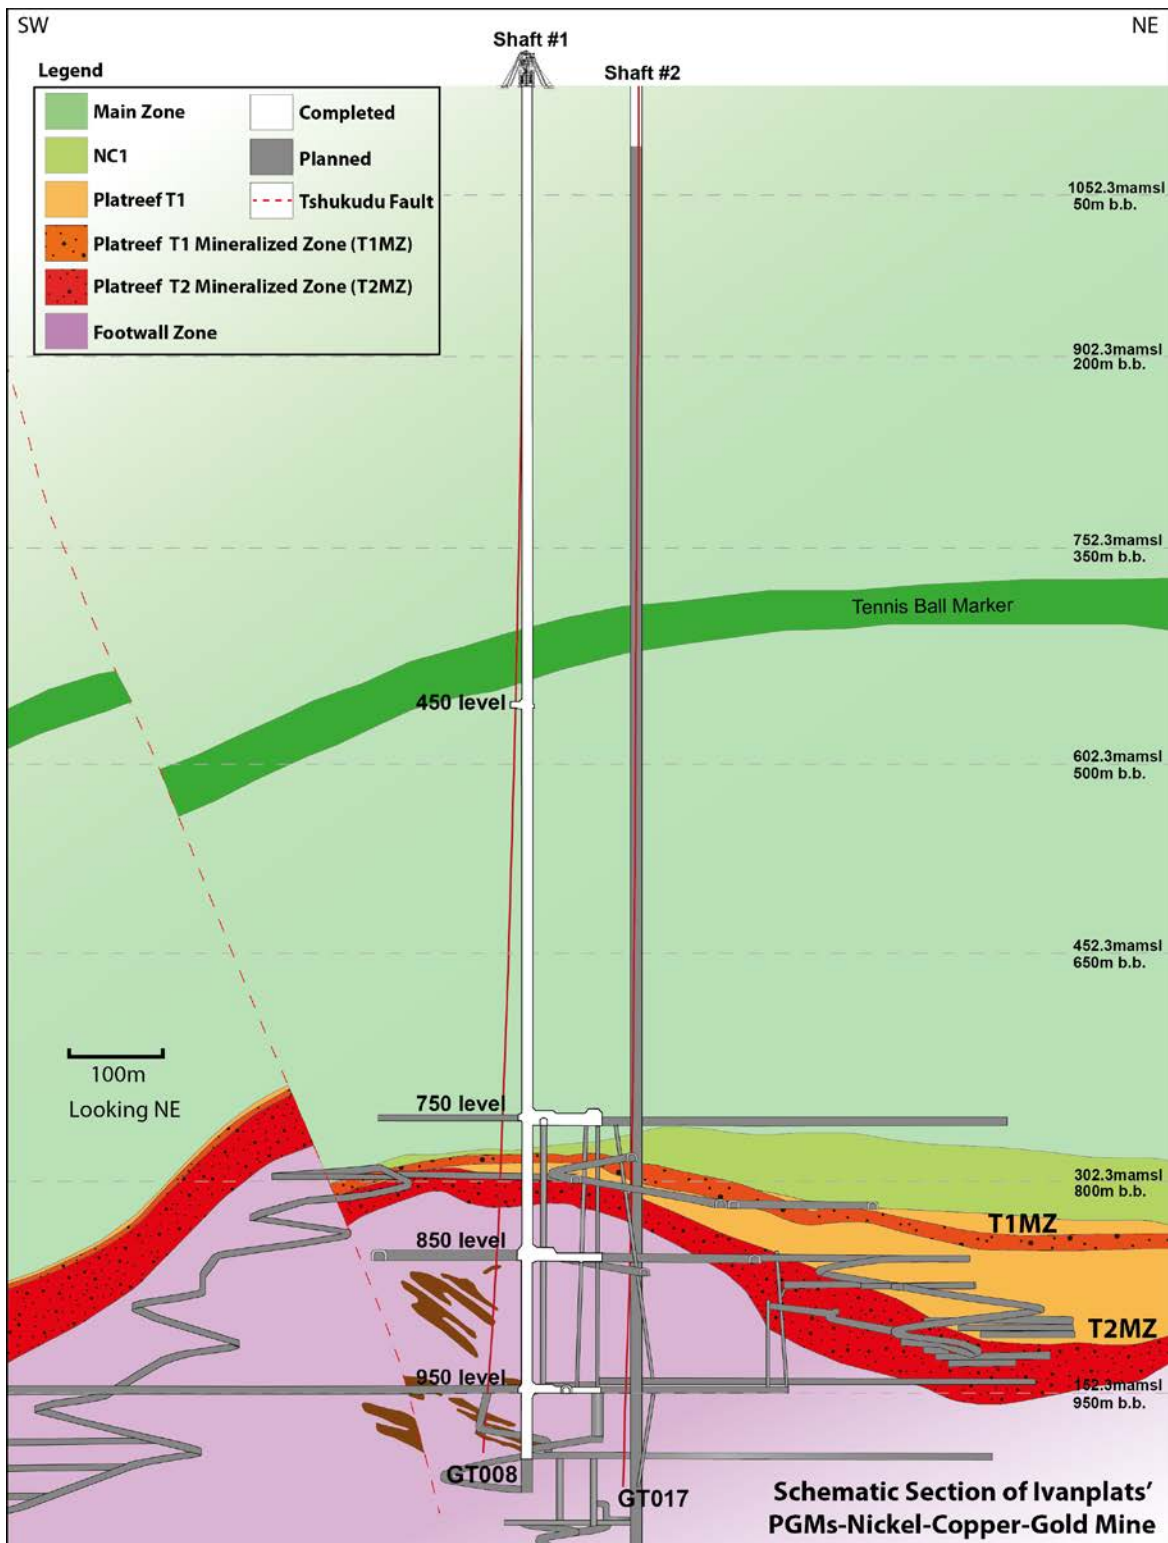 SW
NE
Shaft #1
Shaft #2
Legend
Main Zone
Completed
NC1
Planned
Platreef T1
Tshukudu Fault
Platreef T1 Mineralized Zone (T1MZ)
Platreef T2 Mineralized Zone (T2MZ)
Footwall Zone
1052.3mamsl
50m b.b.
902.3mamsl
200m b.b.
752.3mamsl
350m b.b.
Tennis Ball Marker
450 level
602.3mamsl
500m b.b.
452.3mamsl
650m b.b.
100m
Looking NE
750 level
302.3mamsl
800m b.b.
T1MZ
850 level
T2MZ
950 level
152.3mamsl
950m b.b.
GT008
GT017
Schematic Section of Ivanplats'
PGMs-Nickel-Copper-Gold Mine